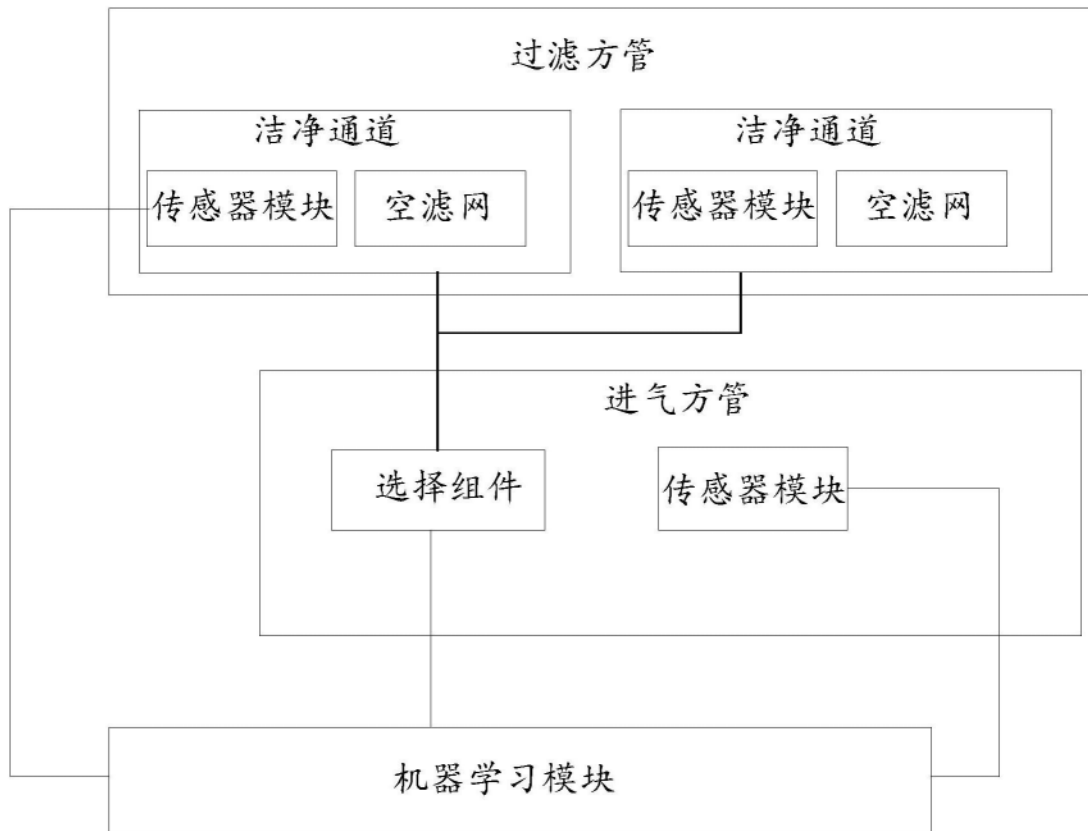 过滤方管
洁净通道
传感器模块
空滤网
洁净通道
传感器模块
空滤网
进气方管
选择组件
传感器模块
机器学习模块